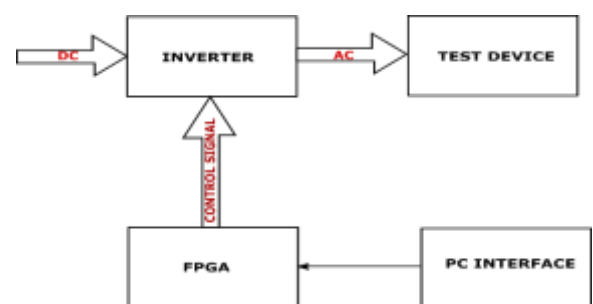 DC
INVERTER
AC
TEST DEVICE
CONTROL SIGNAL
FPGA
PC INTERFACE